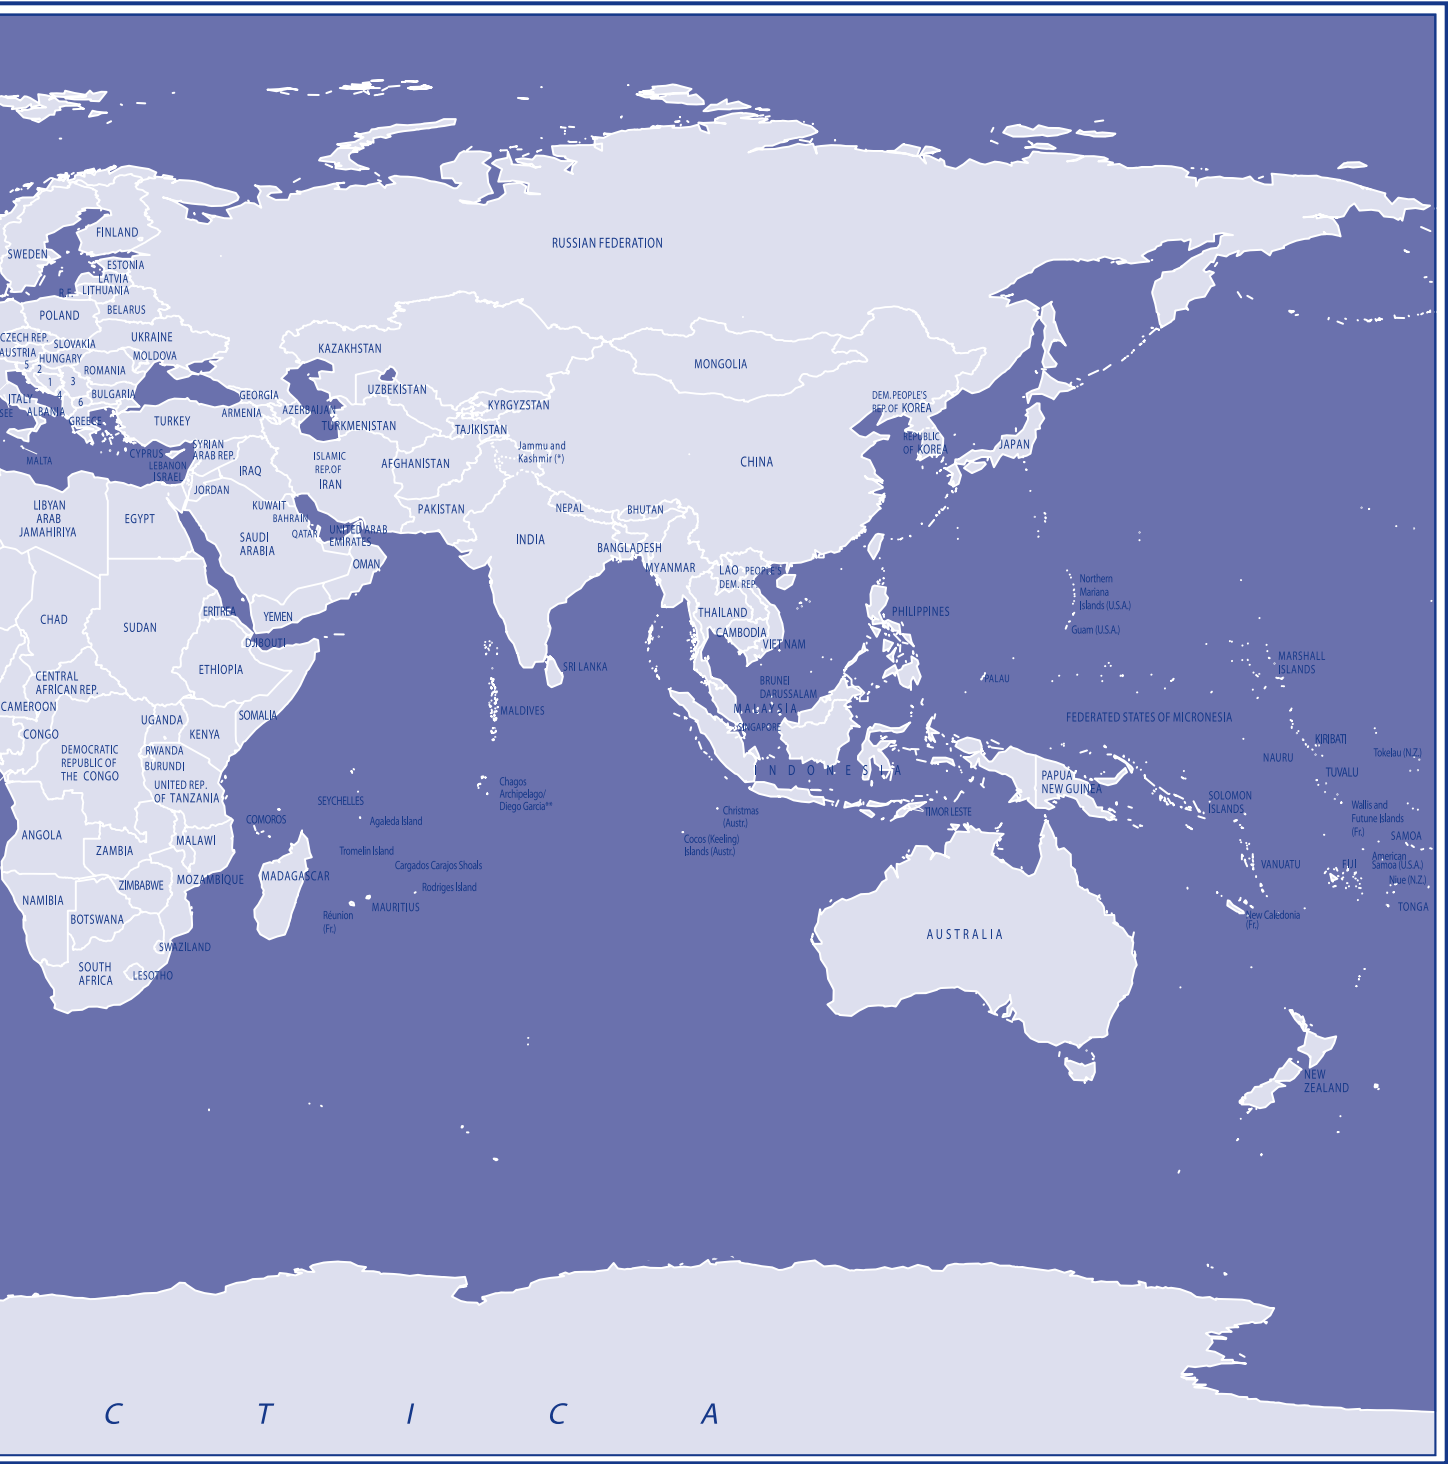 RUSSIAN FEDERATION
FINLAND
SWEDEN
ESTONIA
LATVIA
R.F.
LITHUANIA
BELARUS
POLAND
CZECH REP.
UKRAINE
SLOVAKIA
AUSTRIA
HUNGARY
MOLDOVA
5
2
ROMANIA
1
3
BULGARIA
4
6
ITALY
SEE
ALBANIA
GREECE
MALTA
TURKEY
GEORGIA
ARMENIA
AZERBAIJAN
KAZAKHSTAN
UZBEKISTAN
TURKMENISTAN
KYRGYZSTAN
TAJIKISTAN
MONGOLIA
DEM. PEOPLE'S
REP. OF KOREA
REPUBLIC
OF KOREA
JAPAN
CHINA
Jammu and
Kashmir (*)
AFGHANISTAN
ISLAMIC
REP. OF
IRAN
SYRIAN
ARAB REP.
CYPRUS
LEBANON
ISRAEL
IRAQ
JORDAN
KUWAIT
BAHRAIN
QATAR
UNITED ARAB
EMIRATES
SAUDI
ARABIA
OMAN
YEMEN
PAKISTAN
NEPAL
BHUTAN
INDIA
BANGLADESH
MYANMAR
LAO PEOPLE'S
DEM. REP.
THAILAND
CAMBODIA
VIET NAM
PHILIPPINES
LIBYAN
ARAB
JAMAHIRIYA
EGYPT
CHAD
SUDAN
ERITREA
DJIBOUTI
ETHIOPIA
CENTRAL
AFRICAN REP.
CAMEROON
SOMALIA
UGANDA
KENYA
CONGO
DEMOCRATIC
REPUBLIC OF
THE CONGO
RWANDA
BURUNDI
UNITED REP.
OF TANZANIA
ANGOLA
ZAMBIA
MALAWI
ZIMBABWE
MOZAMBIQUE
NAMIBIA
BOTSWANA
SWAZILAND
SOUTH
AFRICA
LESOTHO
COMOROS
SEYCHELLES
Agaleda Island
Tromelin Island
Cargados Carajos Shoals
MADAGASCAR
Rodriges Island
MAURITIUS
Réunion
(Fr.)
SRI LANKA
MALDIVES
Chagos
Archipelago/
Diego Garcia**
BRUNEI
DARUSSALAM
MALAYSIA
SINGAPORE
INDONESIA
Christmas
(Austr.)
Cocos (Keeling)
Islands (Austr.)
TIMOR LESTE
PAPUA
NEW GUINEA
Northern
Mariana
Islands (U.S.A.)
Guam (U.S.A.)
PALAU
MARSHALL
ISLANDS
FEDERATED STATES OF MICRONESIA
KIRIBATI
NAURU
Tokelau (N.Z.)
TUVALU
SOLOMON
ISLANDS
Wallis and
Futune Islands
(Fr.)
SAMOA
VANUATU
FIJI
American
Samoa (U.S.A.)
Niue (N.Z.)
TONGA
New Caledonia
(Fr.)
AUSTRALIA
NEW
ZEALAND
C T I C A